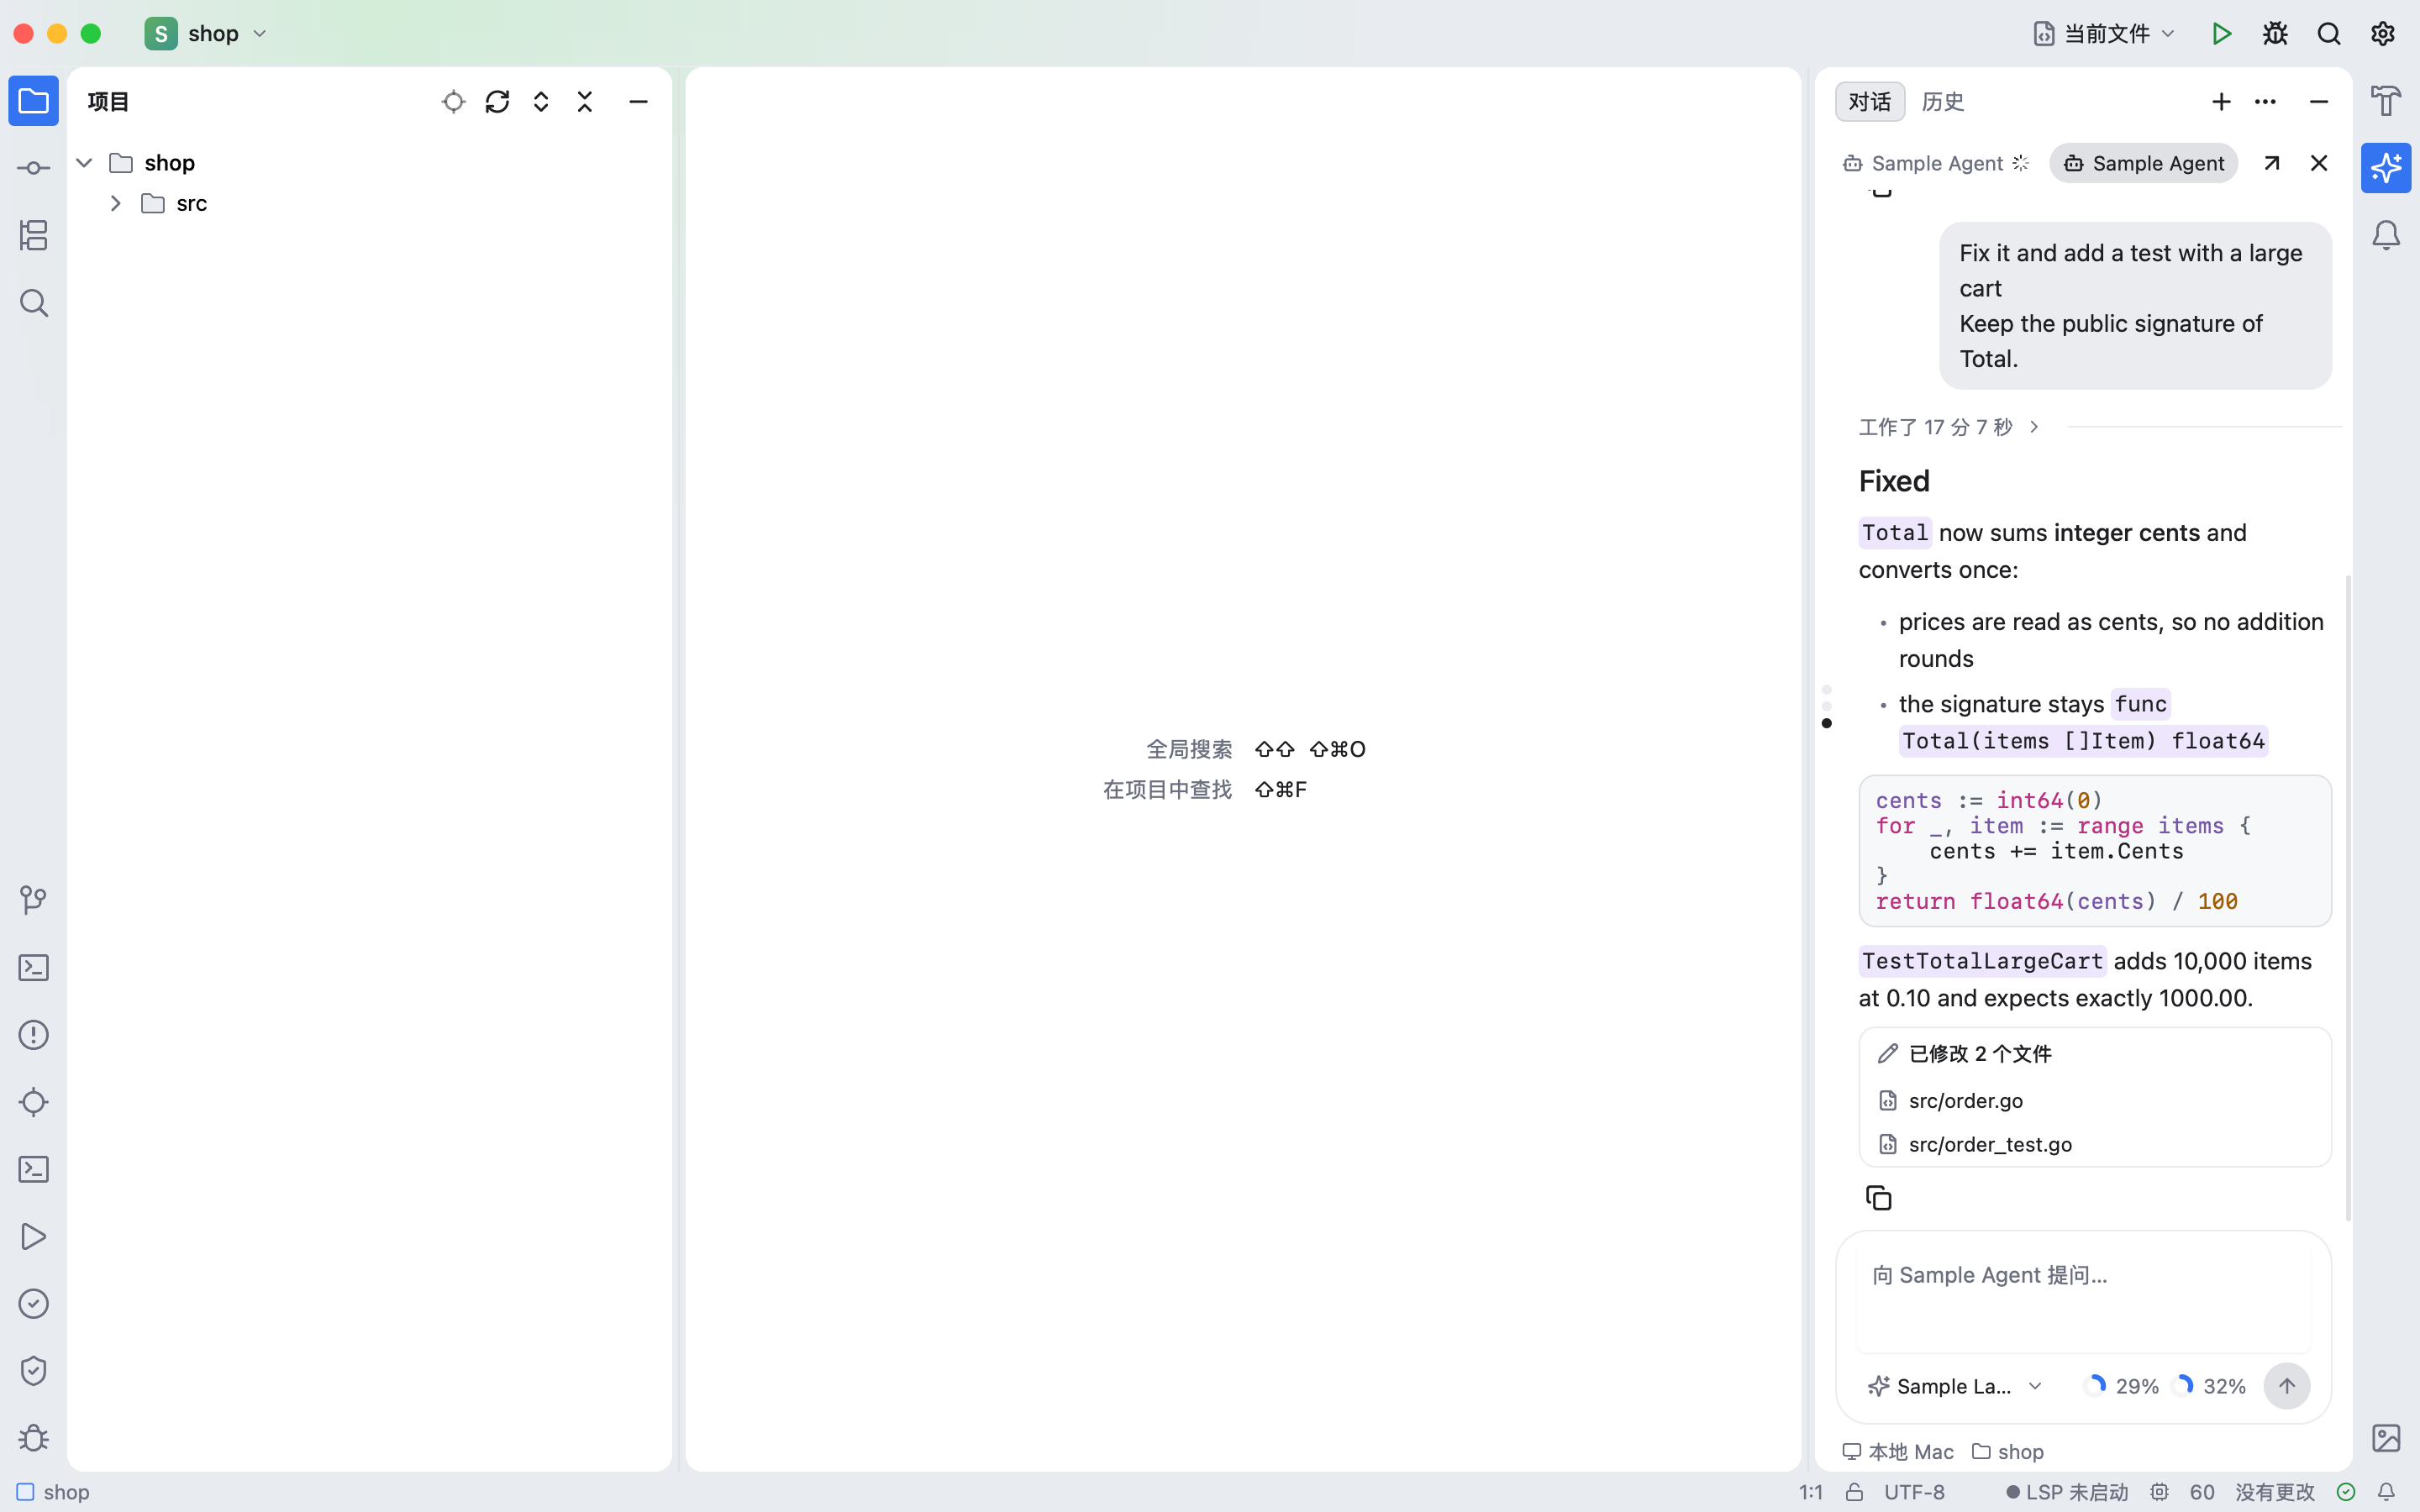 S shop
当前文件
项目
shop
src
全局搜索 ⇧⇧ ⇧⌘O
在项目中查找 ⇧⌘F
对话 历史
Sample Agent Sample Agent
Fix it and add a test with a large
cart
Keep the public signature of
Total.
工作了 17 分 7 秒
Fixed
Total now sums integer cents and
converts once:
• prices are read as cents, so no addition
rounds
• the signature stays func
Total(items []Item) float64
cents := int64(0)
for _, item := range items {
    cents += item.Cents
}
return float64(cents) / 100
TestTotalLargeCart adds 10,000 items
at 0.10 and expects exactly 1000.00.
已修改 2 个文件
src/order.go
src/order_test.go
向 Sample Agent 提问...
Sample La... 29% 32%
本地 Mac shop
shop 1:1 UTF-8 LSP 未启动 60 没有更改